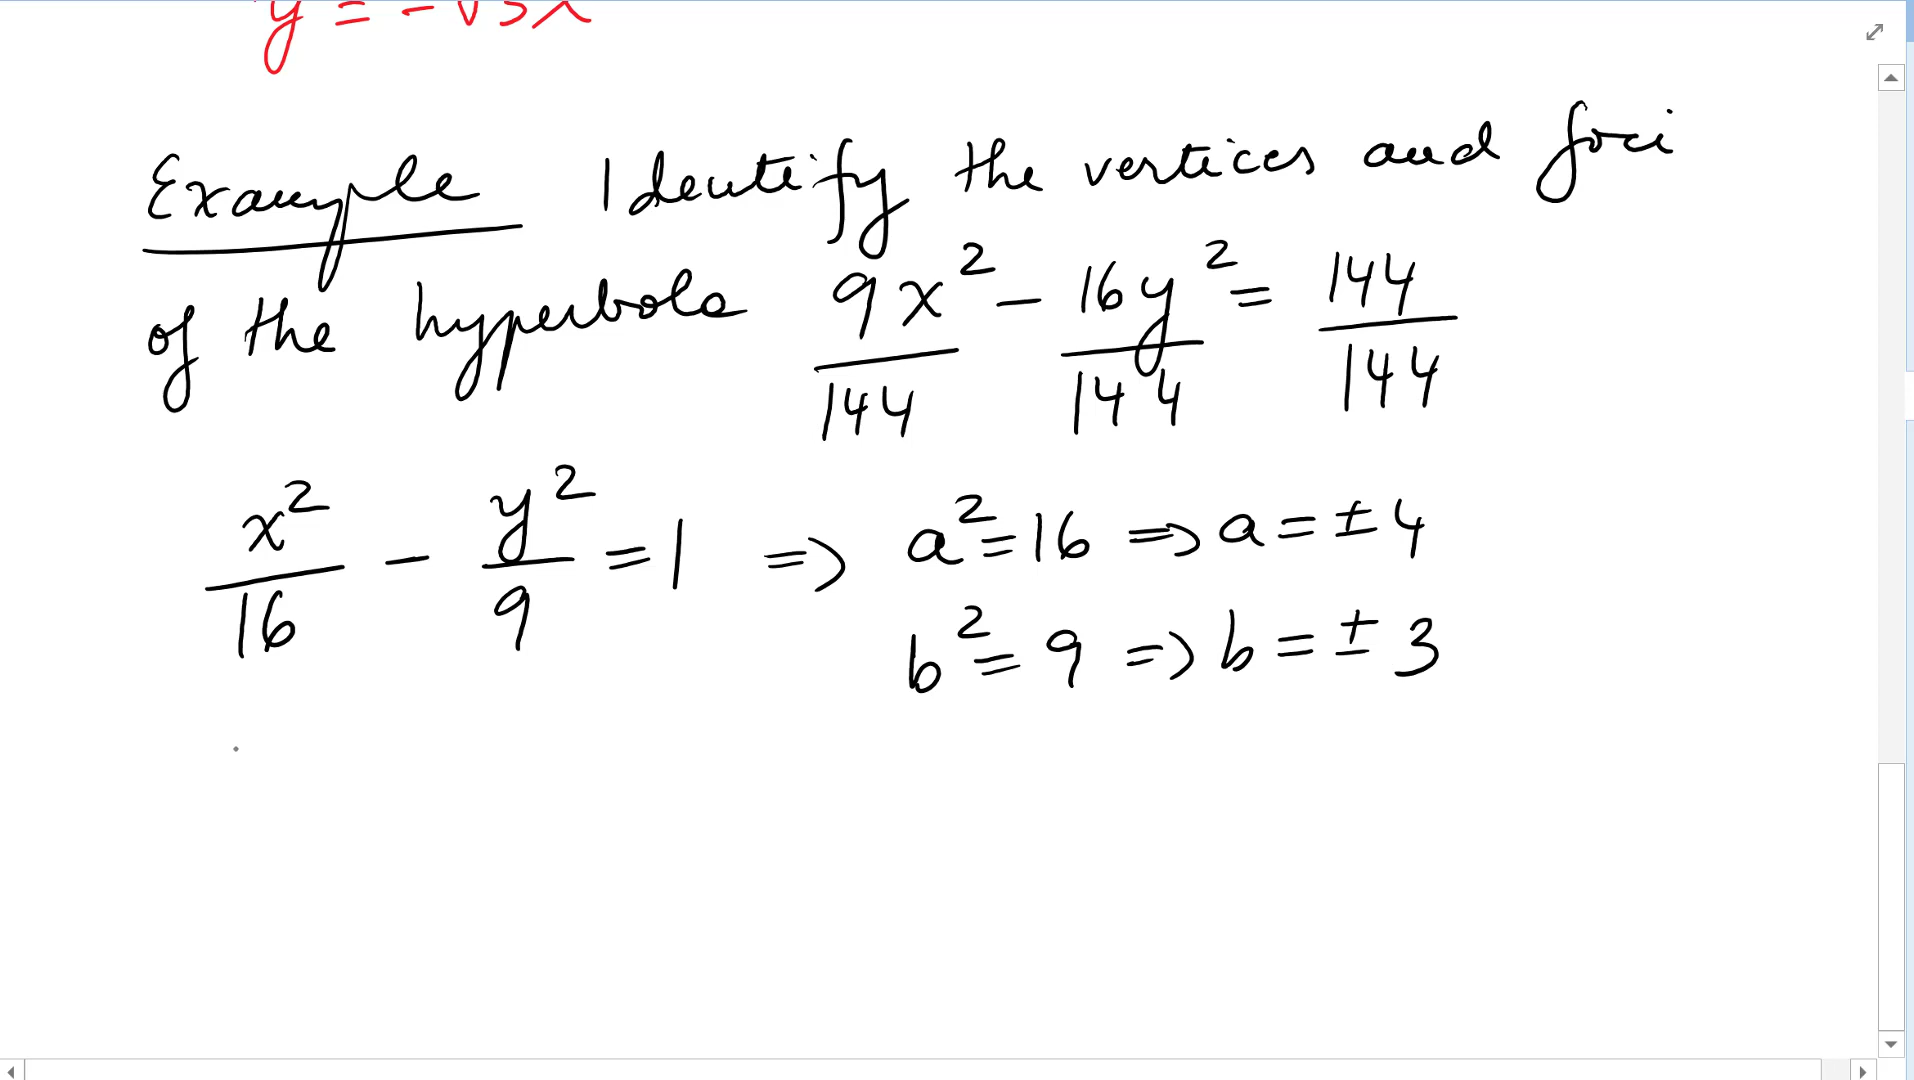 y = -√3x
Example Identify the vertices and foci
of the hyperbola 9x²/144 - 16y²/144 = 144/144
x²/16 - y²/9 = 1 => a² = 16 => a = ± 4
b² = 9 => b = ± 3